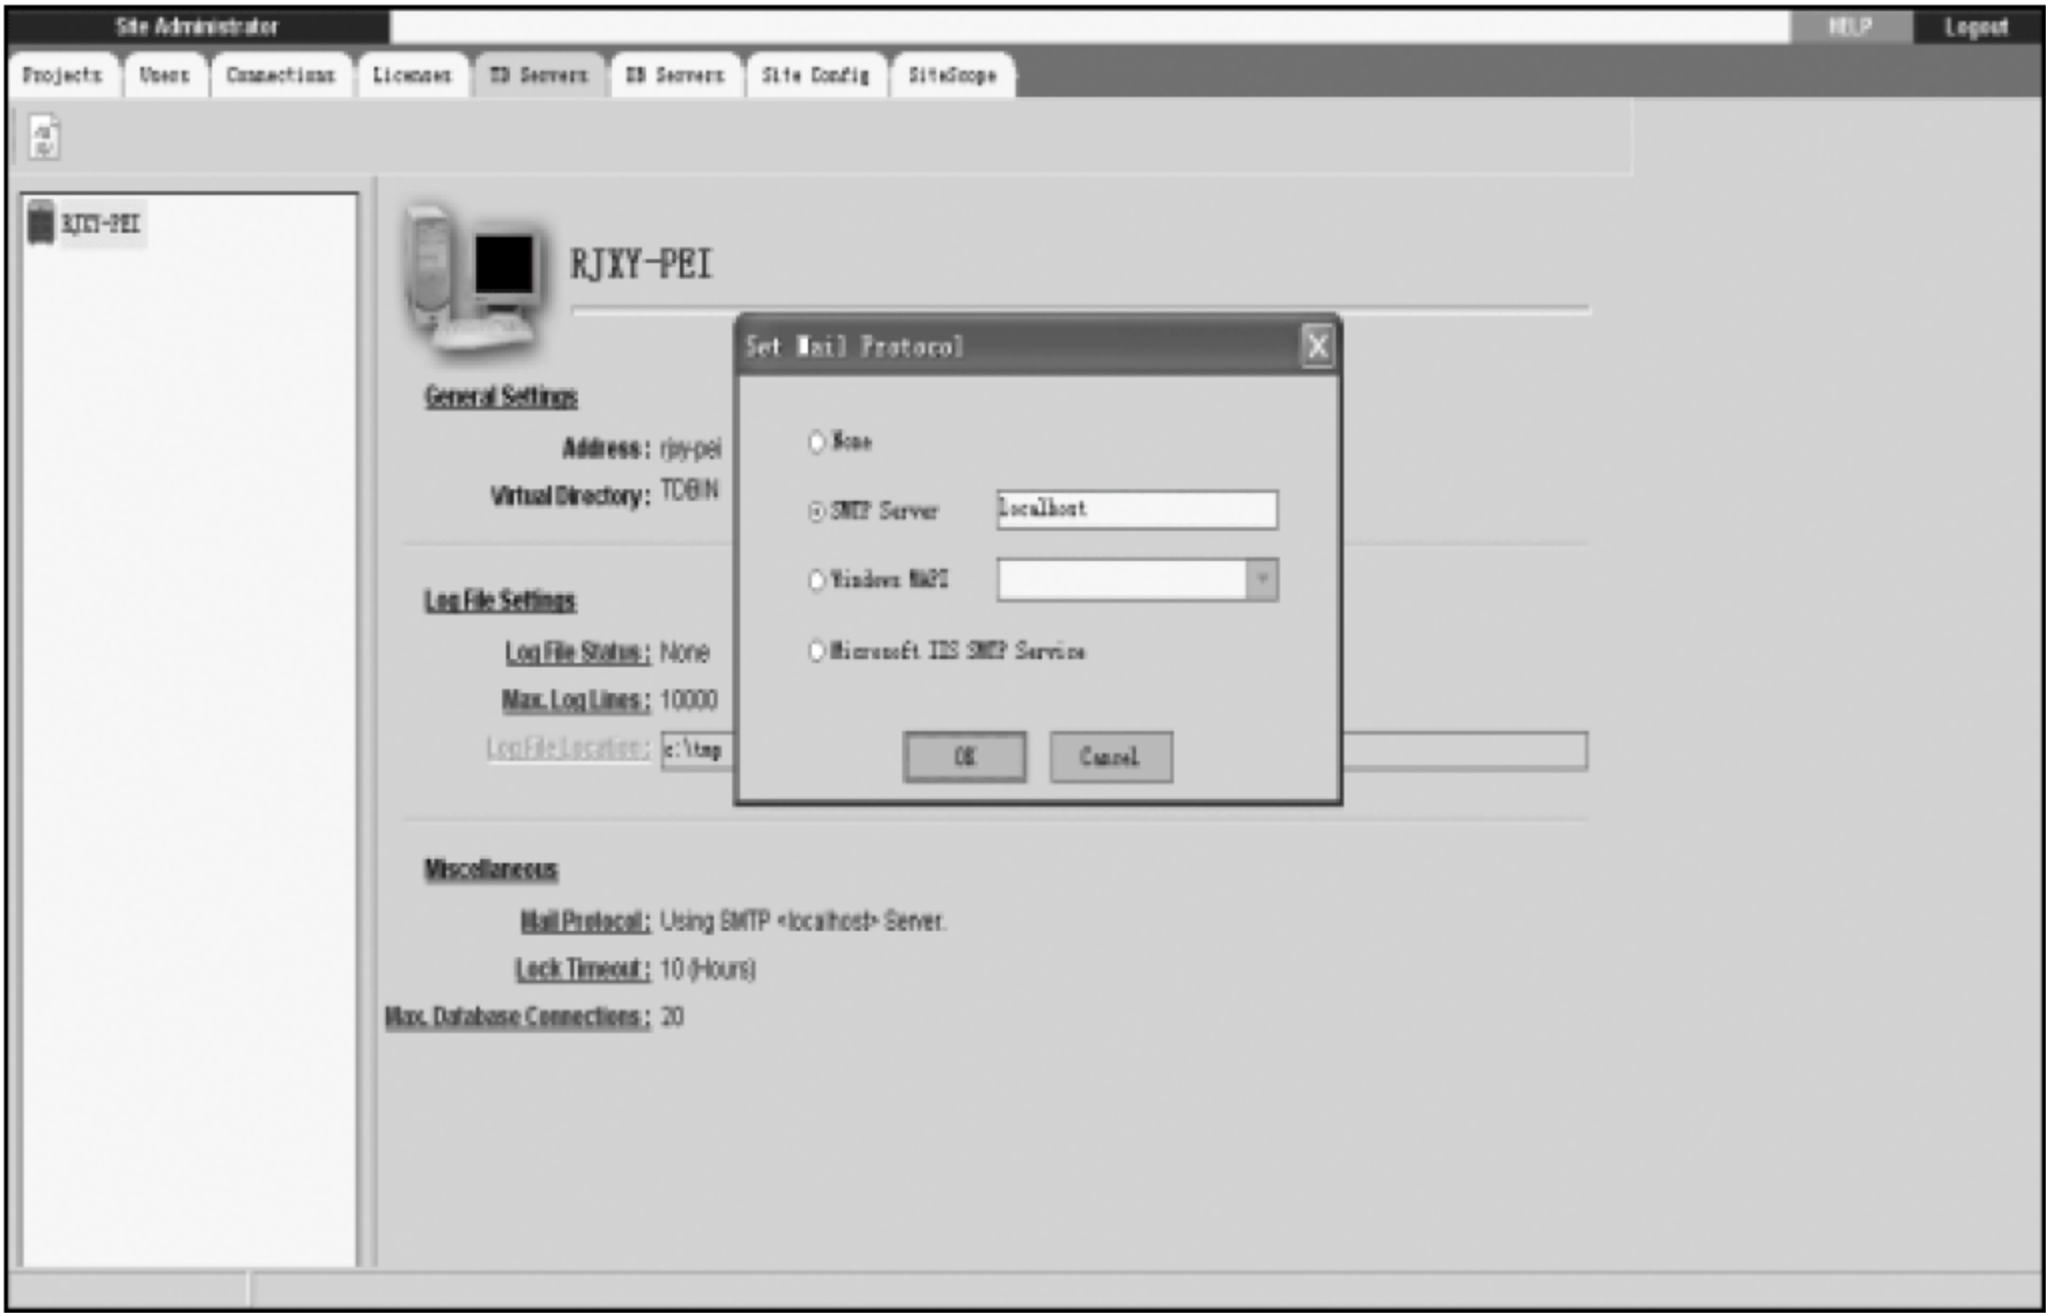 Site Administrator
HELP
Logout
Projects
Users
Connections
Licenses
TD Servers
DB Servers
Site Config
SiteScope
RJXY-PEI
RJXY-PEI
Set Mail Protocol
General Settings
None
Address: rjxy-pei
Virtual Directory: TDBIN
SMTP Server localhost
Windows MAPI
Log File Settings
Log File Status: None
Microsoft IIS SMTP Service
Max. Log Lines: 10000
Log File Location: c:\tmp
OK
Cancel
Miscellaneous
Mail Protocol: Using SMTP <localhost> Server.
Lock Timeout: 10 (Hours)
Max. Database Connections: 20